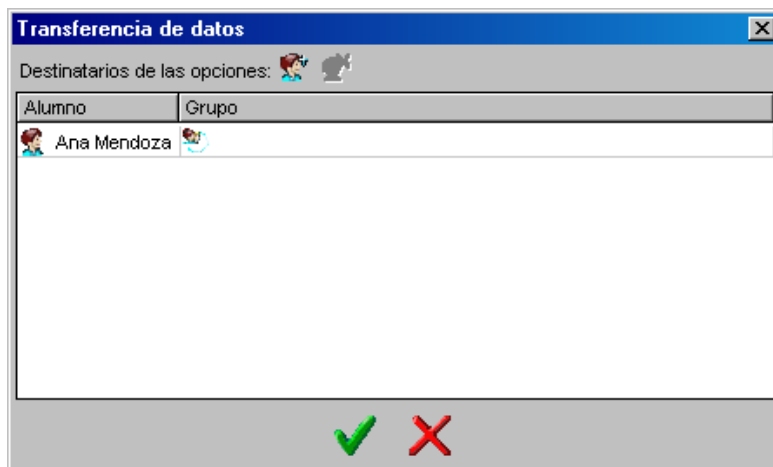 Transferencia de datos
Destinatarios de las opciones:
Alumno Grupo
Ana Mendoza